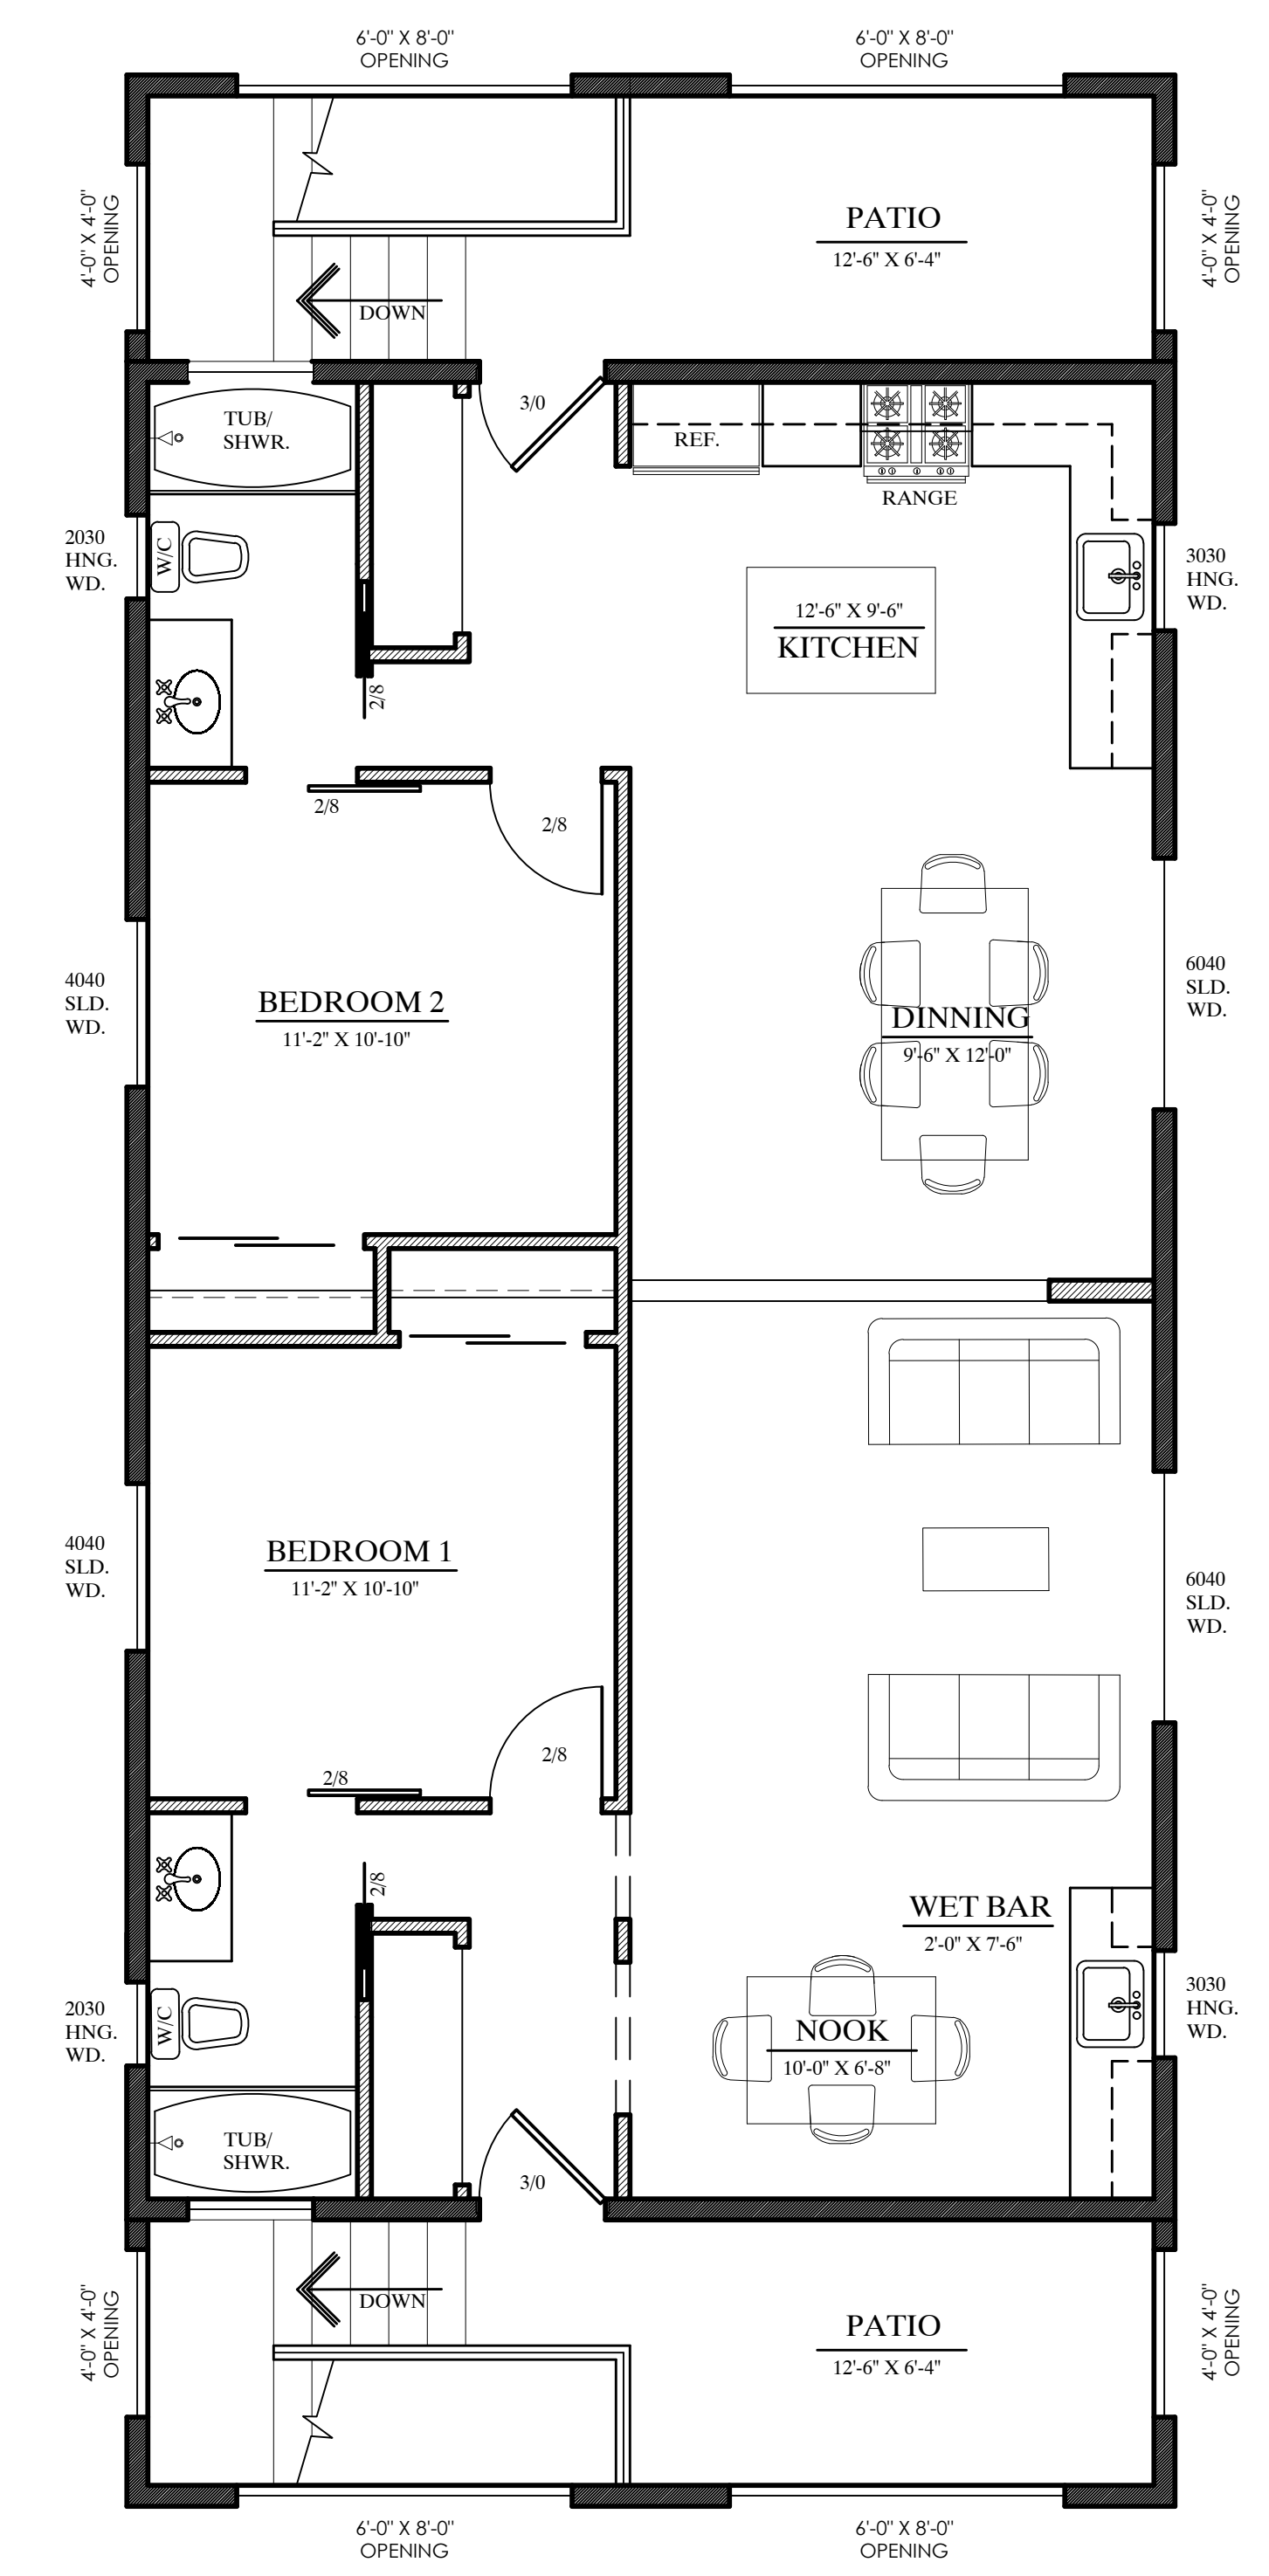 6'-0" X 8'-0"
OPENING
6'-0" X 8'-0"
OPENING
4'-0" X 4'-0"
OPENING
PATIO
12'-6" X 6'-4"
4'-0" X 4'-0"
OPENING
DOWN
3/0
TUB/
SHWR.
REF.
RANGE
2030
HNG.
WD.
W/C
3030
HNG.
WD.
12'-6" X 9'-6"
KITCHEN
2/8
2/8
2/8
4040
SLD.
WD.
BEDROOM 2
11'-2" X 10'-10"
DINNING
9'-6" X 12'-0"
6040
SLD.
WD.
4040
SLD.
WD.
BEDROOM 1
11'-2" X 10'-10"
6040
SLD.
WD.
2/8
2/8
2/8
WET BAR
2'-0" X 7'-6"
2030
HNG.
WD.
W/C
3030
HNG.
WD.
NOOK
10'-0" X 6'-8"
TUB/
SHWR.
3/0
DOWN
4'-0" X 4'-0"
OPENING
PATIO
12'-6" X 6'-4"
4'-0" X 4'-0"
OPENING
6'-0" X 8'-0"
OPENING
6'-0" X 8'-0"
OPENING